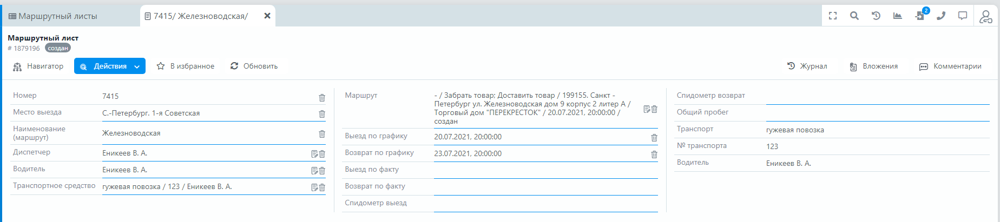 Маршрутные листы
7415/ Железноводская/
2
Маршрутный лист
# 1879196 создан
Навигатор Действия В избранное Обновить Журнал Вложения Комментарии
Номер 7415
Место выезда С.-Петербург. 1-я Советская
Наименование
(маршрут)
Железноводская
Диспетчер Еникеев В. А.
Водитель Еникеев В. А.
Транспортное средство гужевая повозка / 123 / Еникеев В. А.
Маршрут - / Забрать товар; Доставить товар / 199155. Санкт -
Петербург ул. Железноводская дом 9 корпус 2 литер А /
Торговый дом "ПЕРЕКРЕСТОК" / 20.07.2021, 20:00:00 /
создан
Выезд по графику 20.07.2021, 20:00:00
Возврат по графику 23.07.2021, 20:00:00
Выезд по факту
Возврат по факту
Спидометр выезд
Спидометр возврат
Общий пробег
Транспорт гужевая повозка
№ транспорта 123
Водитель Еникеев В. А.